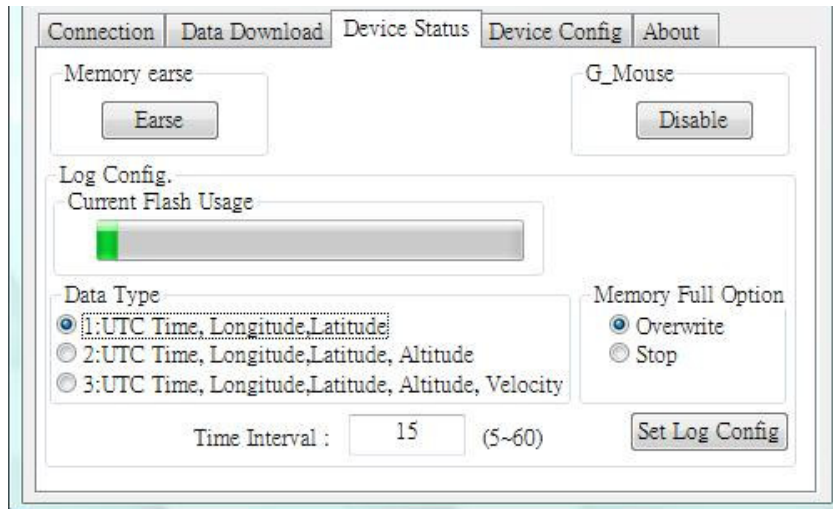 Connection Data Download Device Status Device Config About
Memory earse G_Mouse
Earse Disable
Log Config.
Current Flash Usage
Data Type Memory Full Option
1:UTC Time, Longitude,Latitude Overwrite
2:UTC Time, Longitude,Latitude, Altitude Stop
3:UTC Time, Longitude,Latitude, Altitude, Velocity
Time Interval : 15 (5~60) Set Log Config